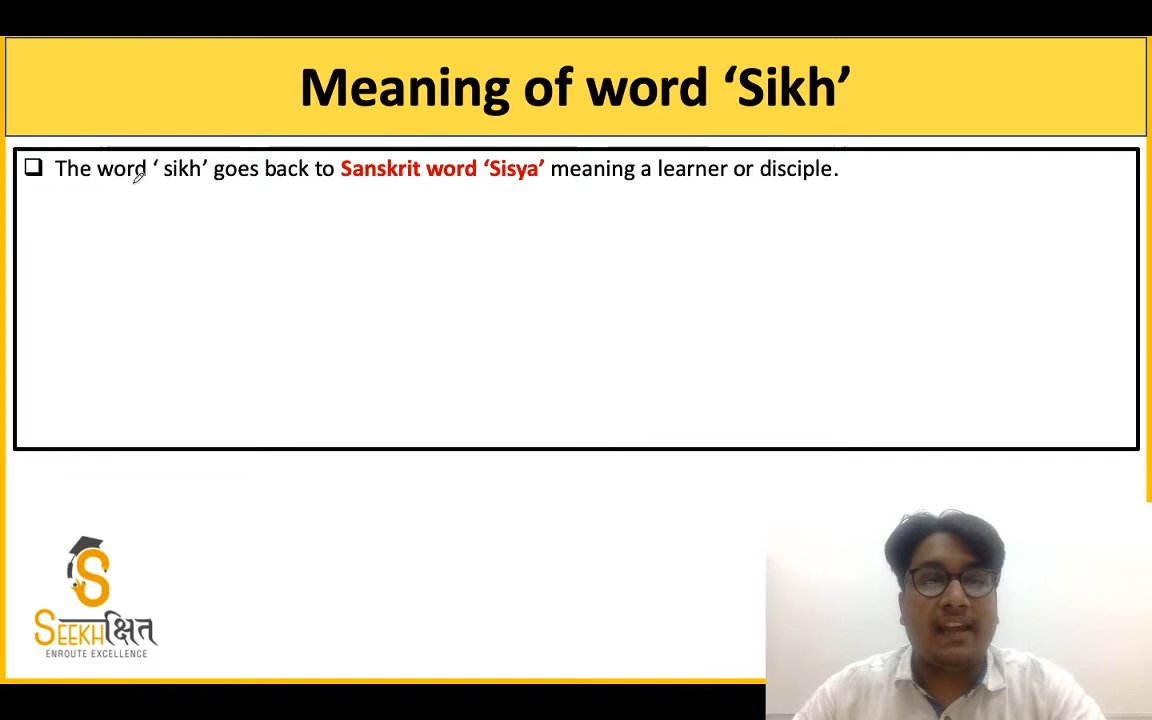 Meaning of word ‘Sikh’
The word ‘ sikh’ goes back to Sanskrit word ‘Sisya’ meaning a learner or disciple.
S
SEEKHक्षित
ENROUTE EXCELLENCE